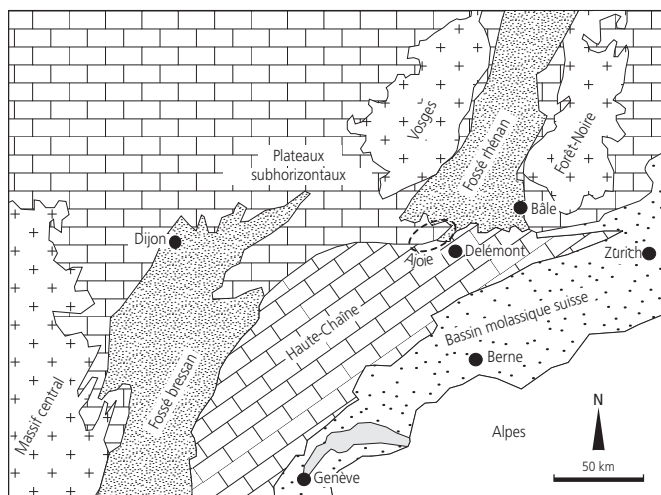 Vosges
Fossé rhénan
Forêt-Noire
Plateaux
subhorizontaux
Bâle
Dijon
Ajoie
Delémont
Zürich
Haute-Chaîne
Bassin molassique suisse
Massif central
Fossé bressan
Berne
N
Alpes
50 km
Genève